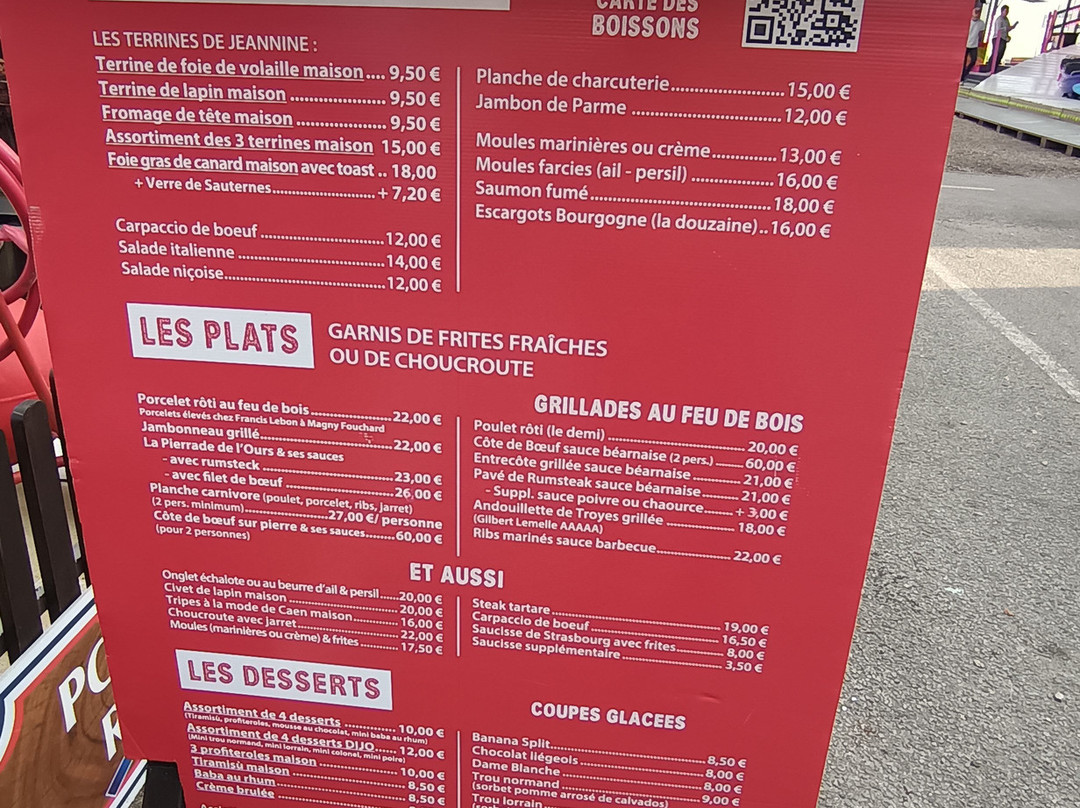 CARTE DES
BOISSONS
LES TERRINES DE JEANNINE :
Terrine de foie de volaille maison.... 9,50 €
Terrine de lapin maison .................... 9,50 €
Fromage de tête maison................... 9,50 €
Assortiment des 3 terrines maison 15,00 €
Foie gras de canard maison avec toast .. 18,00
+ Verre de Sauternes........................+ 7,20 €
Carpaccio de boeuf ..........................12,00 €
Salade italienne ..............................14,00 €
Salade niçoise..................................12,00 €
Planche de charcuterie........................15,00 €
Jambon de Parme ................................12,00 €
Moules marinières ou crème..............13,00 €
Moules farcies (ail - persil) .................16,00 €
Saumon fumé......................................18,00 €
Escargots Bourgogne (la douzaine)..16,00 €
LES PLATS
GARNIS DE FRITES FRAÎCHES
OU DE CHOUCROUTE
Porcelet rôti au feu de bois....................22,00 €
Porcelets élevés chez Francis Lebon à Magny Fouchard
Jambonneau grillé................................22,00 €
La Pierrade de l'Ours & ses sauces
- avec rumsteck................................23,00 €
- avec filet de bœuf ...........................26,00 €
Planche carnivore (poulet, porcelet, ribs, jarret)
(2 pers. minimum)....................27,00 €/ personne
Côte de bœuf sur pierre & ses sauces.......60,00 €
(pour 2 personnes)
GRILLADES AU FEU DE BOIS
Poulet rôti (le demi) ................................20,00 €
Côte de Bœuf sauce béarnaise (2 pers.) ......60,00 €
Entrecôte grillée sauce béarnaise.............21,00 €
Pavé de Rumsteak sauce béarnaise..........21,00 €
- Suppl. sauce poivre ou chaource.......+ 3,00 €
Andouillette de Troyes grillée .................18,00 €
(Gilbert Lemelle AAAAA)
Ribs marinés sauce barbecue...................22,00 €
ET AUSSI
Onglet échalote ou au beurre d'ail & persil .....20,00 €
Civet de lapin maison.............................20,00 €
Tripes à la mode de Caen maison..............16,00 €
Choucroute avec jarret...........................22,00 €
Moules (marinières ou crème) & frites..........17,50 €
Steak tartare ..........................................19,00 €
Carpaccio de boeuf.................................16,50 €
Saucisse de Strasbourg avec frites..............8,00 €
Saucisse supplémentaire..........................3,50 €
LES DESSERTS
Assortiment de 4 desserts ..............10,00 €
(Tiramisù, profiteroles, mousse au chocolat, mini baba au rhum)
Assortiment de 4 desserts DIJO......12,00 €
(Mini trou normand, mini lorrain, mini colonel, mini poire)
3 profiteroles maison .....................10,00 €
Tiramisù maison .............................8,50 €
Baba au rhum.................................8,50 €
Crème brulée
COUPES GLACEES
Banana Split........................................8,50 €
Chocolat liégeois ................................8,00 €
Dame Blanche ....................................8,00 €
Trou normand ....................................9,00 €
(sorbet pomme arrosé de calvados)
Trou lorrain